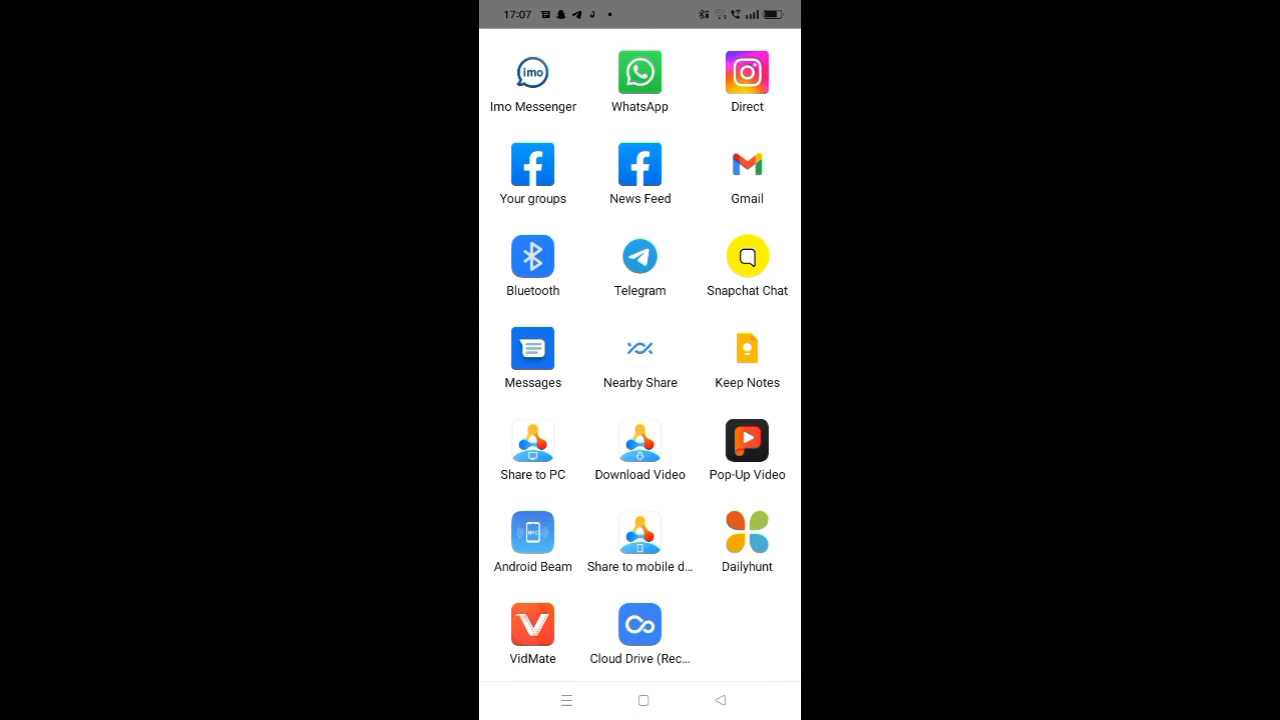 17:07
imo
Imo Messenger WhatsApp Direct
Your groups News Feed Gmail
Bluetooth Telegram Snapchat Chat
Messages Nearby Share Keep Notes
Share to PC Download Video Pop-Up Video
NFC
Android Beam Share to mobile d... Dailyhunt
VidMate Cloud Drive (Rec...